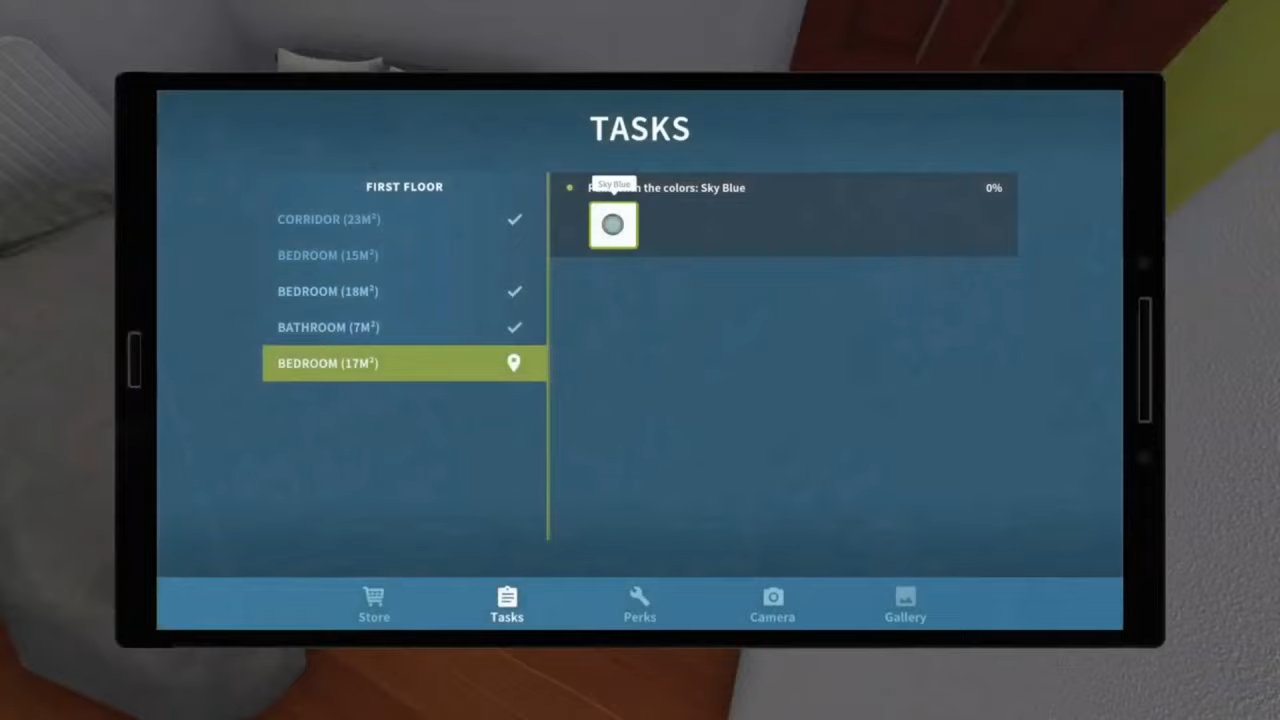 TASKS
FIRST FLOOR
CORRIDOR (23M²)
BEDROOM (15M²)
BEDROOM (18M²)
BATHROOM (7M²)
BEDROOM (17M²)
Sky Blue
n the colors: Sky Blue
0%
Store
Tasks
Perks
Camera
Gallery